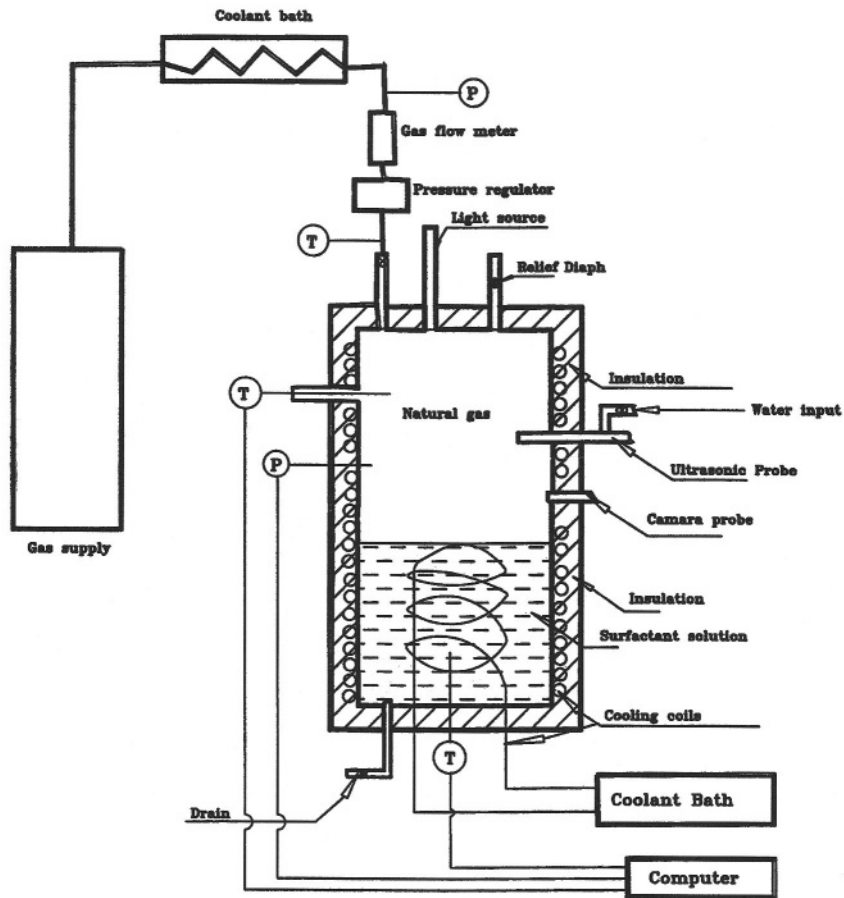 Coolant bath
P
Gas flow meter
Pressure regulator
Light source
T
Relief Diaph
Insulation
T
Natural gas
Water input
P
Ultrasonic Probe
Camara probe
Gas supply
Insulation
Surfactant solution
Cooling coils
T
Coolant Bath
Drain
Computer